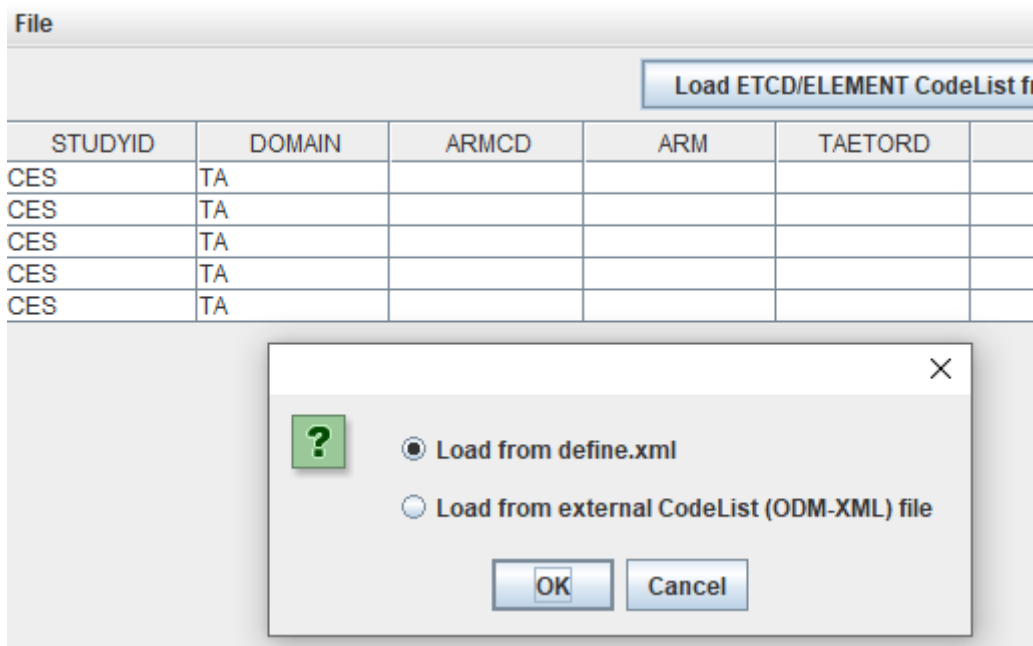 File
Load ETCD/ELEMENT CodeList
STUDYID DOMAIN ARMCD ARM TAETORD
CES TA
CES TA
CES TA
CES TA
CES TA
?
Load from define.xml
Load from external CodeList (ODM-XML) file
OK Cancel